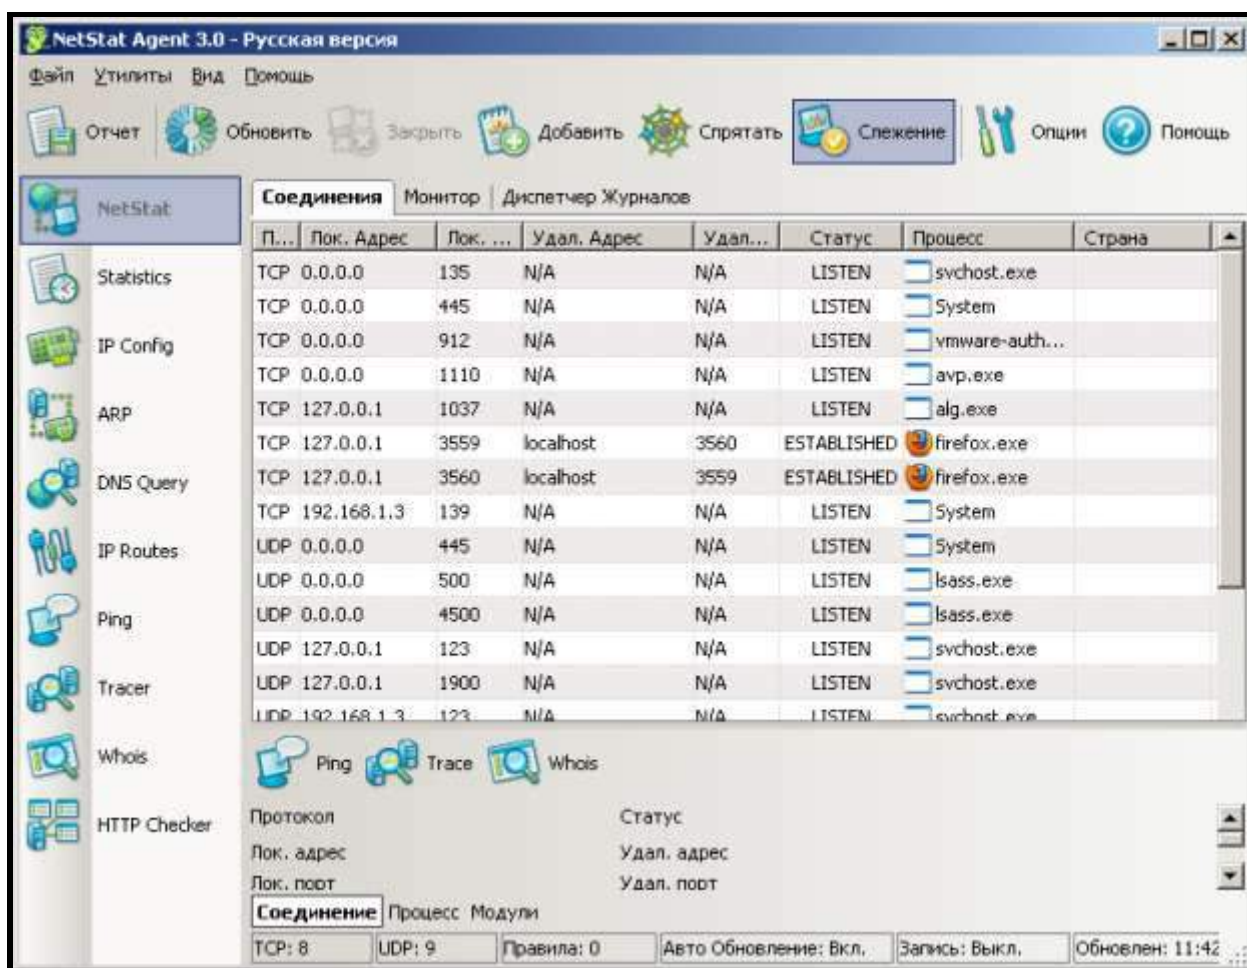 NetStat Agent 3.0 - Русская версия
Файл Утилиты Вид Помощь
Отчет Обновить Закрыть Добавить Спрятать Слежение Опции Помощь
NetStat
Statistics
IP Config
ARP
DNS Query
IP Routes
Ping
Tracer
Whois
HTTP Checker
Соединения Монитор Диспетчер Журналов
П... Лок. Адрес Лок. ... Удал. Адрес Удал... Статус Процесс Страна
TCP 0.0.0.0 135 N/A N/A LISTEN svchost.exe
TCP 0.0.0.0 445 N/A N/A LISTEN System
TCP 0.0.0.0 912 N/A N/A LISTEN vmware-auth...
TCP 0.0.0.0 1110 N/A N/A LISTEN avp.exe
TCP 127.0.0.1 1037 N/A N/A LISTEN alg.exe
TCP 127.0.0.1 3559 localhost 3560 ESTABLISHED firefox.exe
TCP 127.0.0.1 3560 localhost 3559 ESTABLISHED firefox.exe
TCP 192.168.1.3 139 N/A N/A LISTEN System
UDP 0.0.0.0 445 N/A N/A LISTEN System
UDP 0.0.0.0 500 N/A N/A LISTEN lsass.exe
UDP 0.0.0.0 4500 N/A N/A LISTEN lsass.exe
UDP 127.0.0.1 123 N/A N/A LISTEN svchost.exe
UDP 127.0.0.1 1900 N/A N/A LISTEN svchost.exe
UDP 192.168.1.3 123 N/A N/A LISTEN svchost.exe
Ping Trace Whois
Протокол Статус
Лок. адрес Удал. адрес
Лок. порт Удал. порт
Соединение Процесс Модули
TCP: 8 UDP: 9 Правила: 0 Авто Обновление: Вкл. Запись: Выкл. Обновлен: 11:42